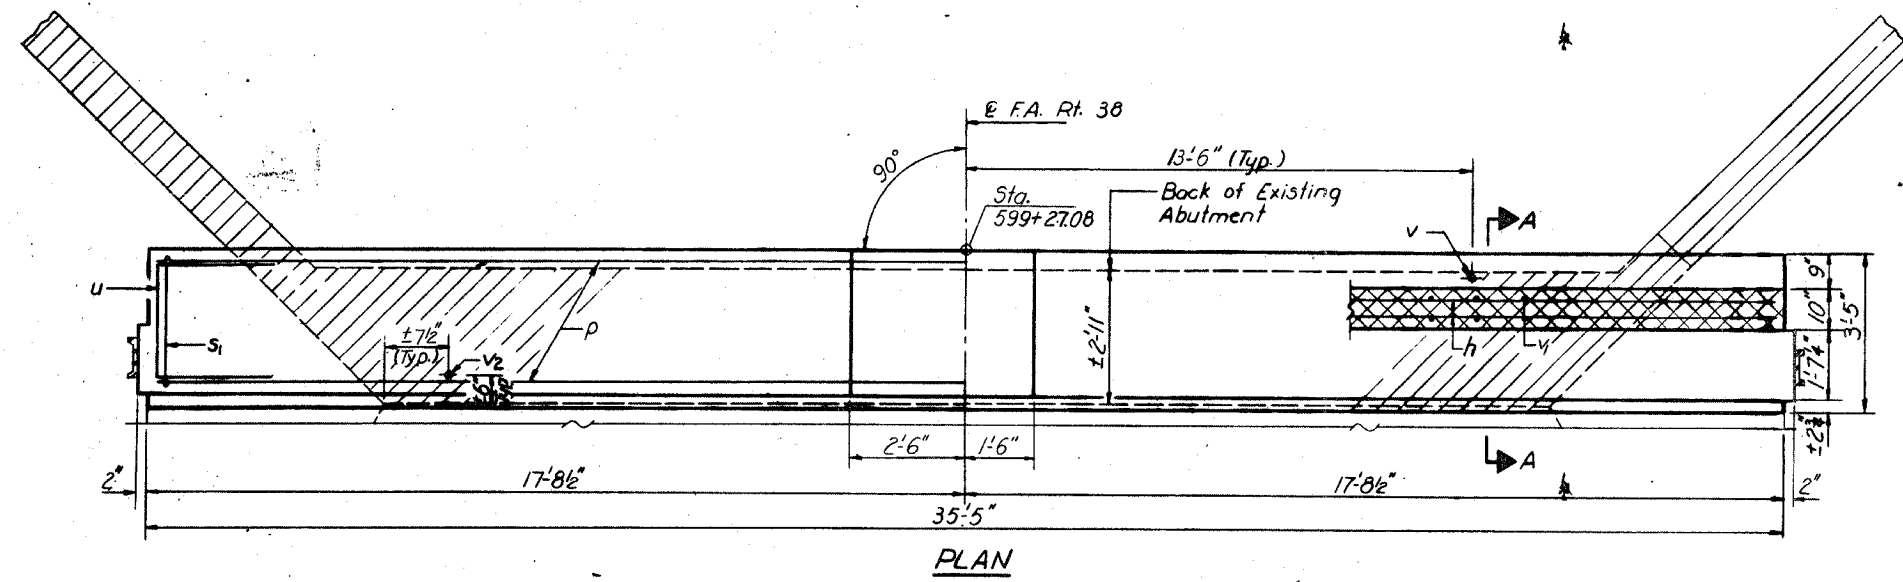 ℄ F.A. Rt. 38
13'-6" (Typ.)
90°
Sta.
599+27.08
Back of Existing
Abutment
A
v
u
s₁
±7½"
(Typ.)
v₂
p
±2'-11"
h
v₁
9"
10"
3'-5"
1'-7¼"
±2¾"
2'-6"
1'-6"
A
2"
17'-8½"
17'-8½"
2"
35'-5"
PLAN